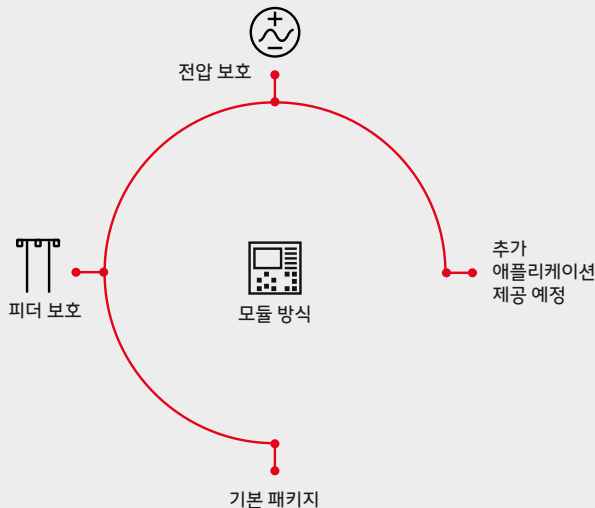 전압 보호
피더 보호
모듈 방식
추가
애플리케이션
제공 예정
기본 패키지